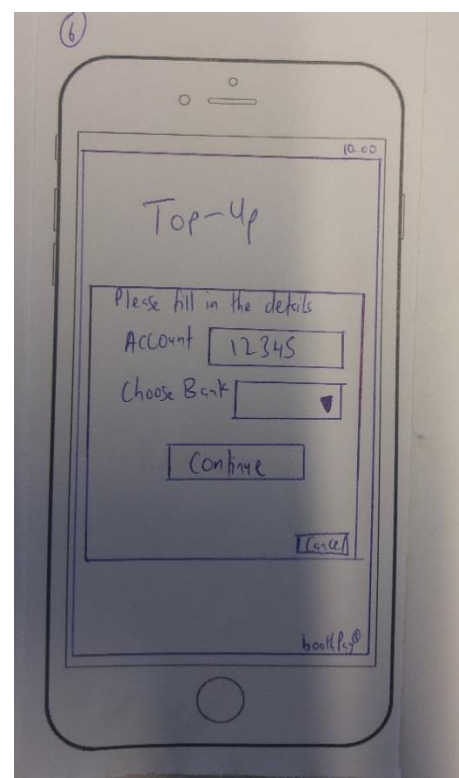 6
10.00
Top-Up
Please fill in the details
Account 12345
Choose Bank
Continue
Cancel
boothPay®